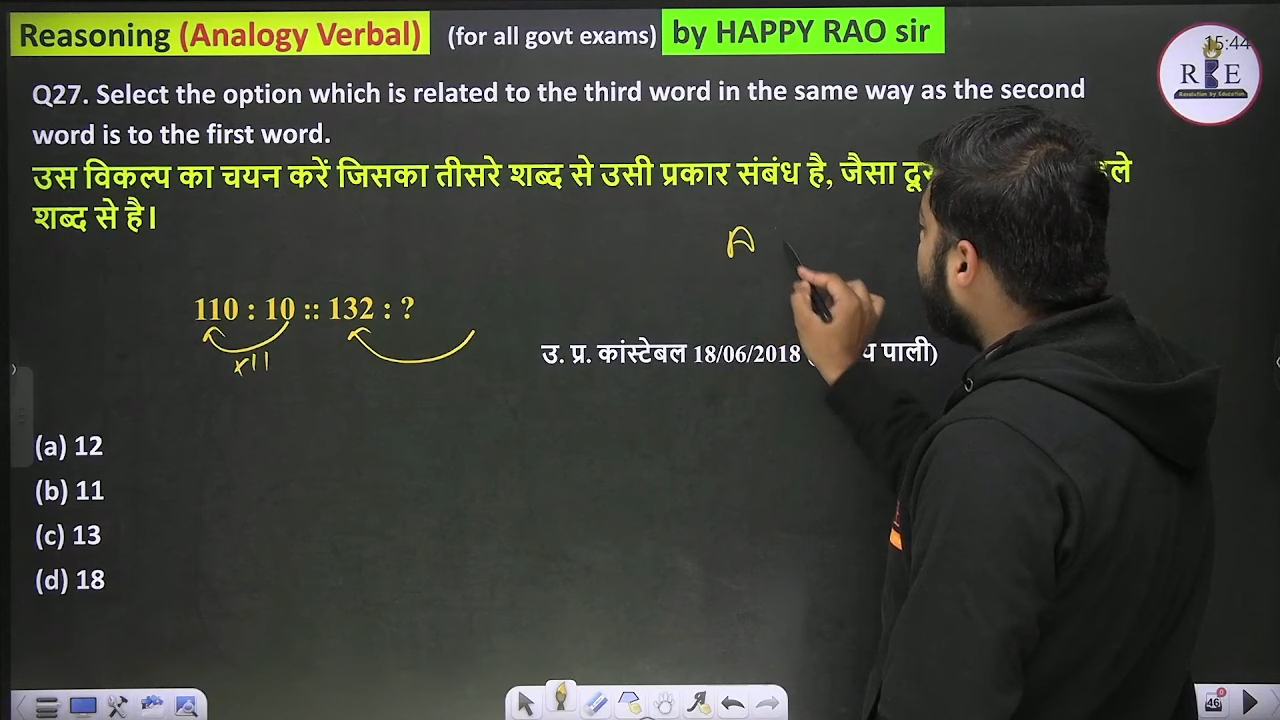 Reasoning (Analogy Verbal) (for all govt exams) by HAPPY RAO sir
15:44
R E
Revolution by Education
Q27. Select the option which is related to the third word in the same way as the second
word is to the first word.
उस विकल्प का चयन करें जिसका तीसरे शब्द से उसी प्रकार संबंध है, जैसा
शब्द से है।
A
110 : 10 :: 132 : ?
x11
उ. प्र. कांस्टेबल 18/06/2018 पाली)
(a) 12
(b) 11
(c) 13
(d) 18
46